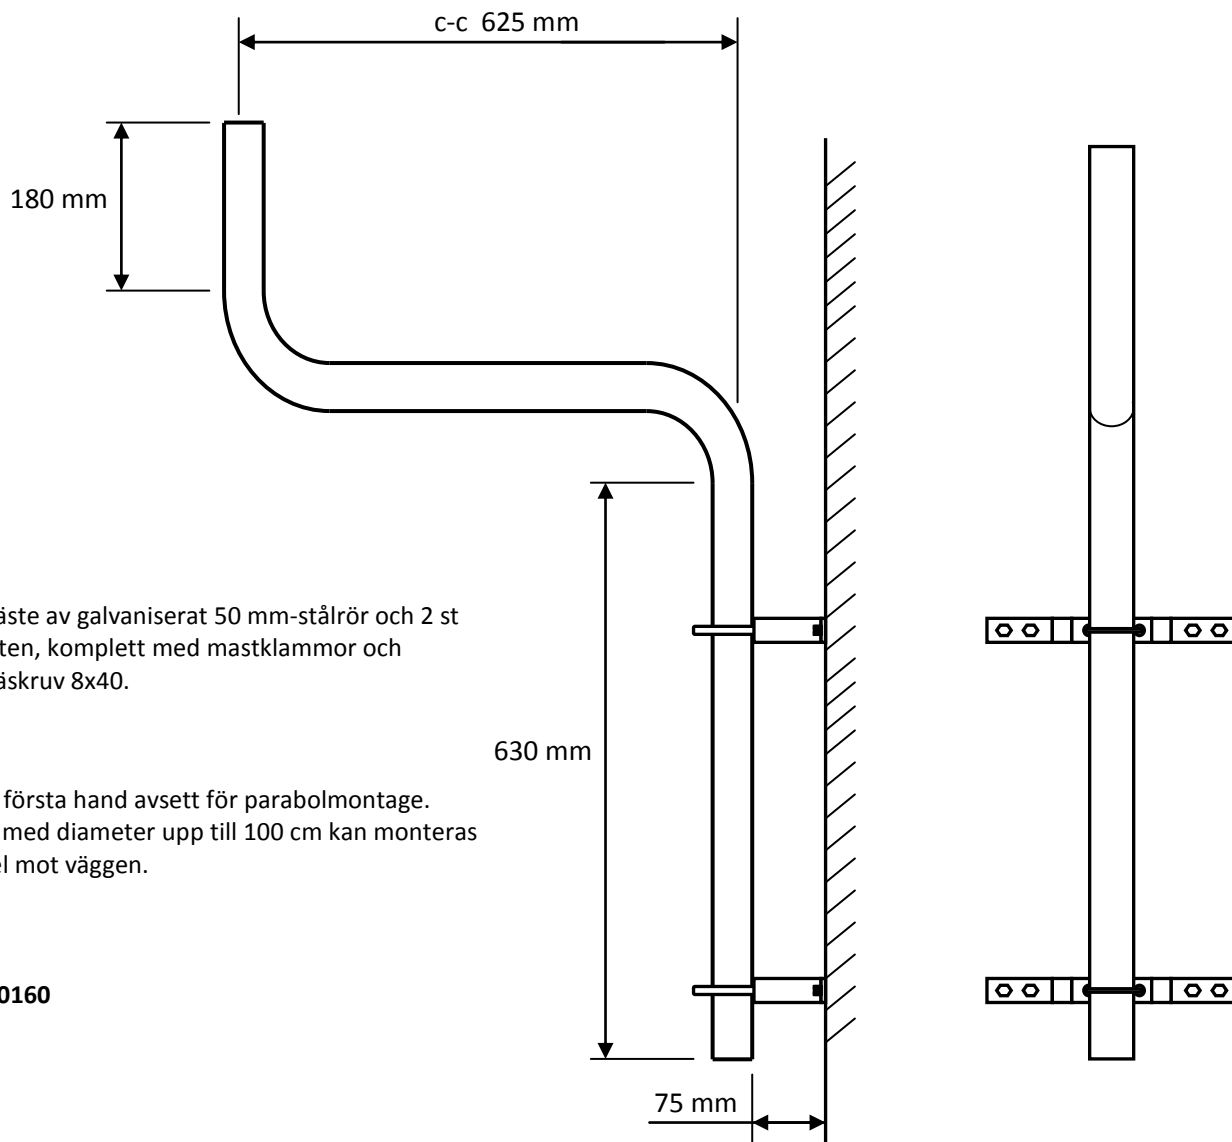 c-c 625 mm
180 mm
äste av galvaniserat 50 mm-stålrör och 2 st
ten, komplett med mastklammor och
äskruv 8x40.
630 mm
första hand avsett för parabolmontage.
med diameter upp till 100 cm kan monteras
el mot väggen.
0160
75 mm